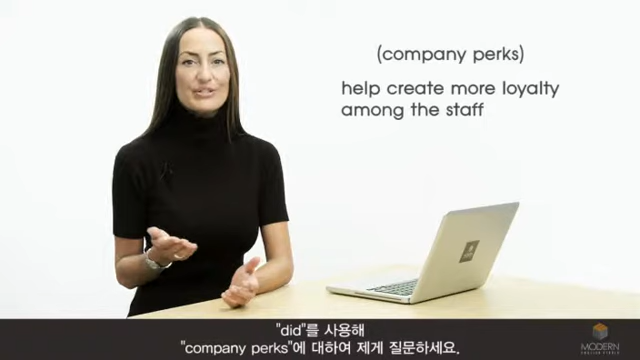 (company perks)
help create more loyalty
among the staff
"did"를 사용해
"company perks"에 대하여 제게 질문하세요.
MODERN